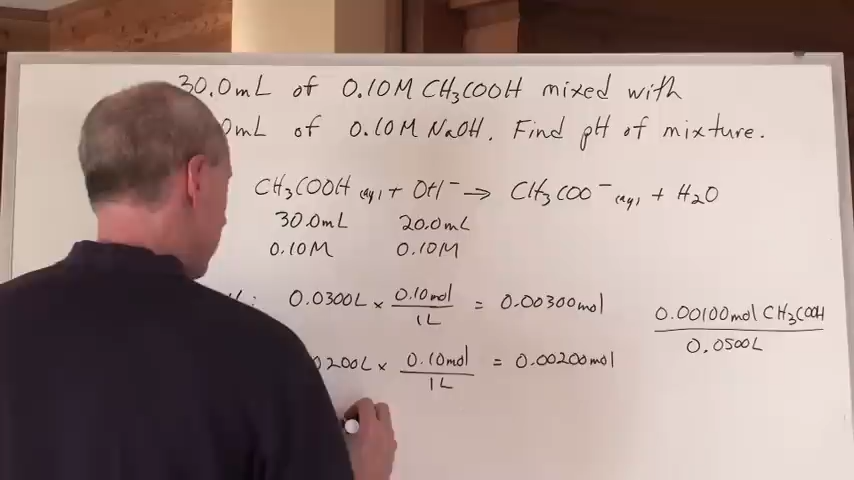 30.0mL of 0.10M CH₃COOH mixed with
0mL of 0.10M NaOH. Find pH of mixture.
CH₃COOH (aq) + OH⁻ → CH₃COO⁻ (aq) + H₂O
30.0mL 20.0mL
0.10M 0.10M
0.0300L × 0.10mol / 1L = 0.00300mol
0200L × 0.10mol / 1L = 0.00200mol
0.00100mol CH₃COOH
0.0500L